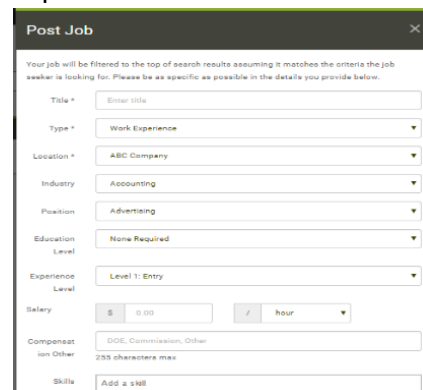 Post Job ×
Your job will be filtered to the top of search results assuming it matches the criteria the job
seeker is looking for. Please be as specific as possible in the details you provide below.
Title * Enter title
Type * Work Experience
Location * ABC Company
Industry Accounting
Position Advertising
Education None Required
Level
Experience Level 1: Entry
Level
Salary $ 0.00 / hour
Compensat DOE, Commission, Other
ion Other 255 characters max
Skills Add a skill